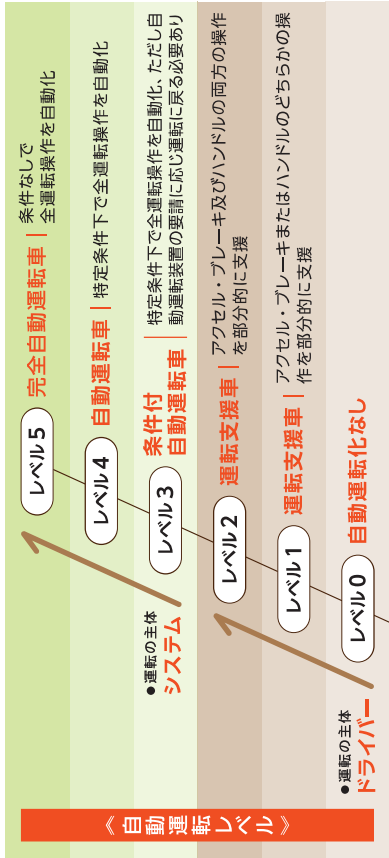 《自動運転レベル》
レベル5
完全自動運転車
条件なしで
全運転操作を自動化
レベル4
自動運転車
特定条件下で全運転操作を自動化
レベル3
条件付
自動運転車
特定条件下で全運転操作を自動化、ただし自
動運転装置の要請に応じ運転に戻る必要あり
●運転の主体
システム
レベル2
運転支援車
アクセル・ブレーキ及びハンドルの両方の操作
を部分的に支援
レベル1
運転支援車
アクセル・ブレーキまたはハンドルのどちらかの操
作を部分的に支援
レベル0
自動運転化なし
●運転の主体
ドライバー